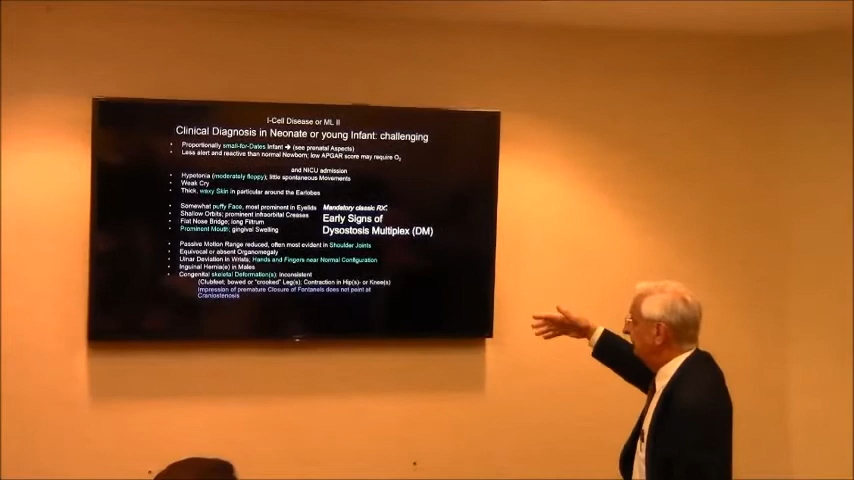 I-Cell Disease or ML II
Clinical Diagnosis in Neonate or young Infant: challenging
• Proportionally small-for-Dates Infant ➔ (see prenatal Aspects)
• Less alert and reactive than normal Newborn; low APGAR score may require O₂
and NICU admission
• Hypetonia (moderately floppy); little spontaneous Movements
• Weak Cry
• Thick, waxy Skin in particular around the Earlobes
• Somewhat puffy Face, most prominent in Eyelids
• Shallow Orbits; prominent infraorbital Creases
• Flat Nose Bridge; long Filtrum
• Prominent Mouth; gingival Swelling
Mandatory classic RX:
Early Signs of
Dysostosis Multiplex (DM)
• Passive Motion Range reduced, often most evident in Shoulder Joints
• Equivocal or absent Organomegaly
• Ulnar Deviation in Wrists; Hands and Fingers near Normal Configuration
• Inguinal Hernia(e) in Males
• Congenital skeletal Deformation(s): inconsistent
(Clubfeet; bowed or "crooked" Leg(s); Contraction in Hip(s)- or Knee(s)
Impression of premature Closure of Fontanels does not point at
Craniostenosis